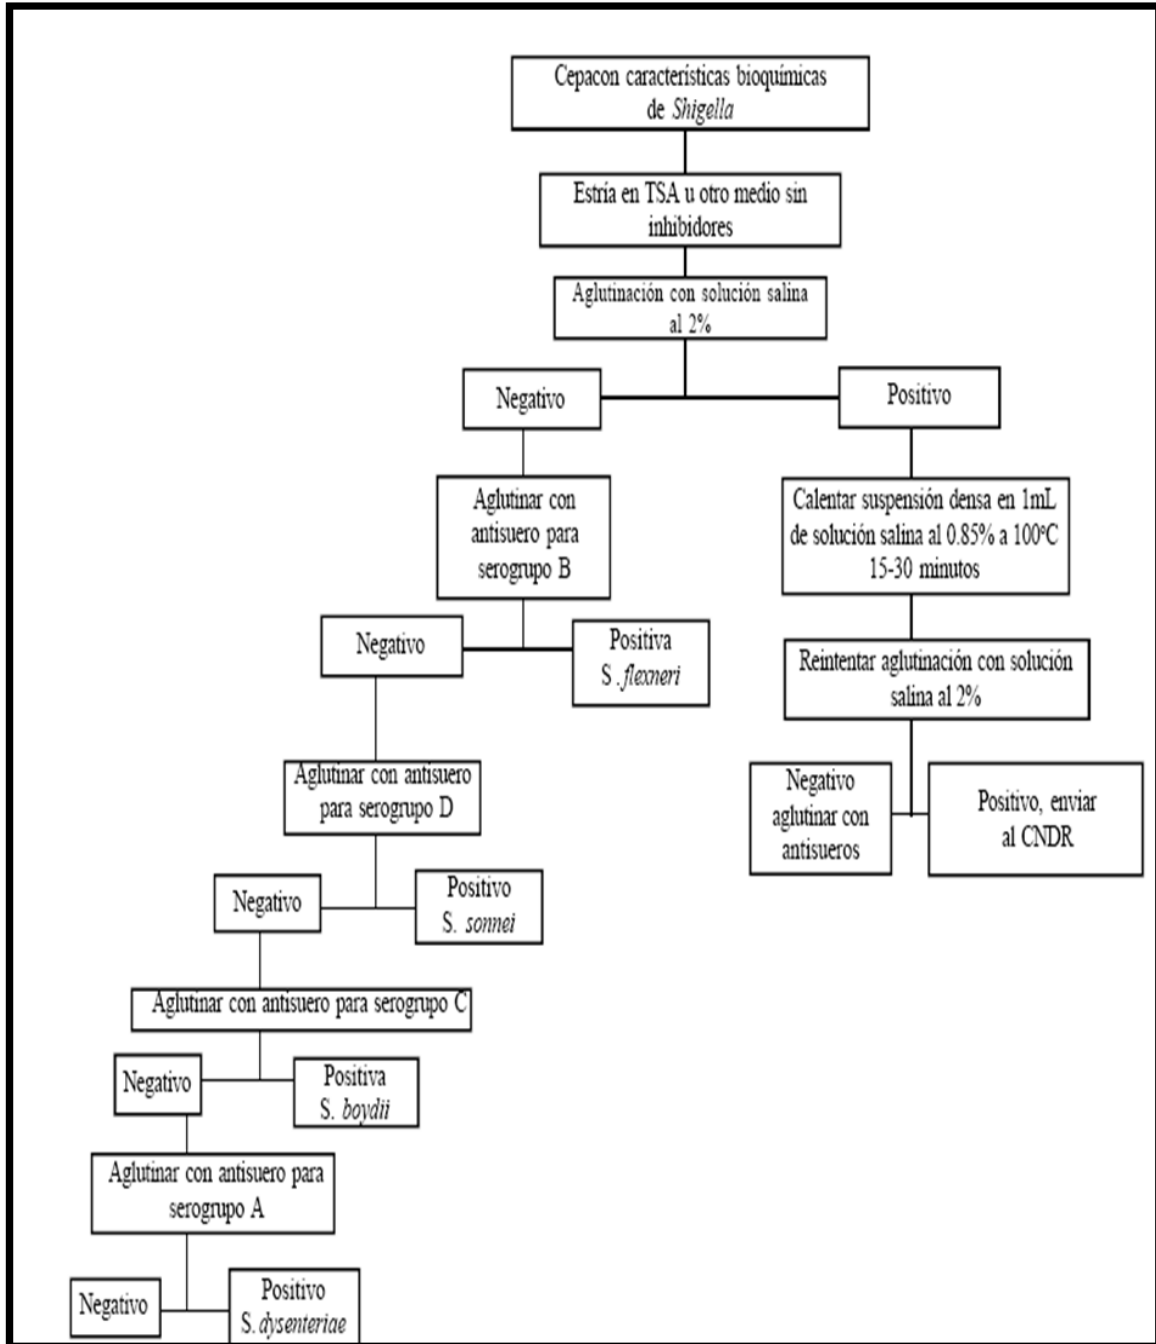 Cepacon características bioquímicas
de Shigella
Estría en TSA u otro medio sin
inhibidores
Aglutinación con solución salina
al 2%
Negativo
Positivo
Aglutinar con
antisuero para
serogrupo B
Calentar suspensión densa en 1mL
de solución salina al 0.85% a 100ºC
15-30 minutos
Negativo
Positiva
S .flexneri
Reintentar aglutinación con solución
salina al 2%
Aglutinar con antisuero
para serogrupo D
Negativo
aglutinar con
antisueros
Positivo, enviar
al CNDR
Negativo
Positivo
S. sonnei
Aglutinar con antisuero para serogrupo C
Negativo
Positiva
S. boydii
Aglutinar con antisuero para
serogrupo A
Negativo
Positivo
S. dysenteriae